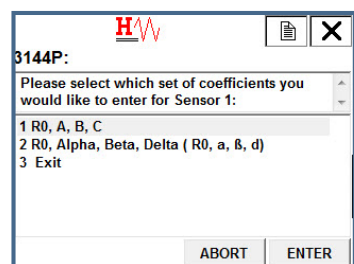 H
3144P:
Please select which set of coefficients you
would like to enter for Sensor 1:
1 R0, A, B, C
2 R0, Alpha, Beta, Delta ( R0, a, ß, d)
3 Exit
ABORT
ENTER